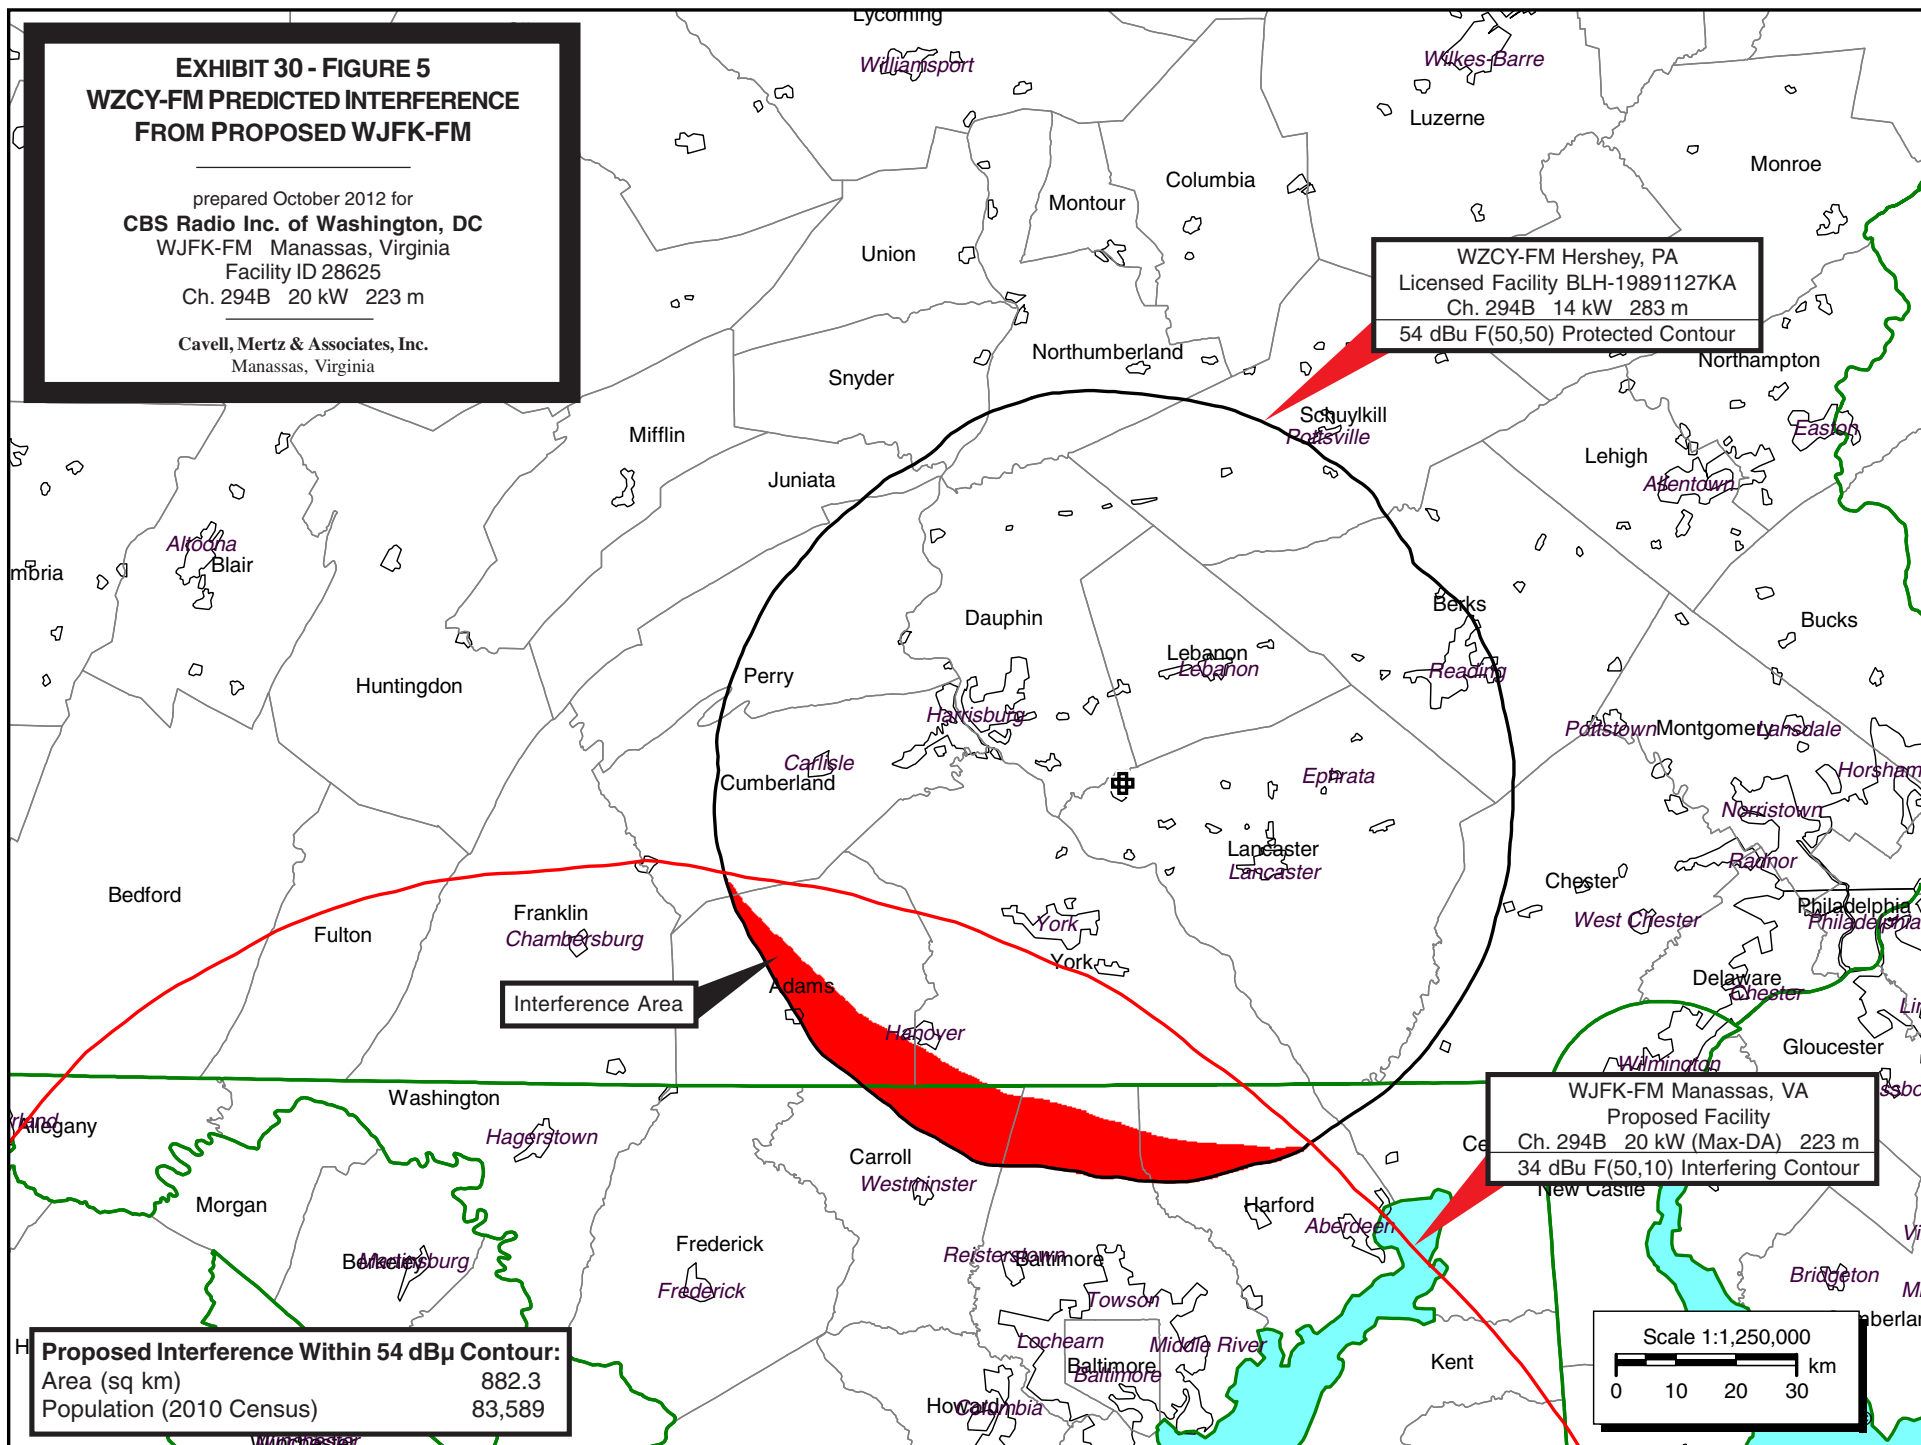 EXHIBIT 30 - FIGURE 5
WZCY-FM PREDICTED INTERFERENCE
FROM PROPOSED WJFK-FM
prepared October 2012 for
CBS Radio Inc. of Washington, DC
WJFK-FM Manassas, Virginia
Facility ID 28625
Ch. 294B 20 kW 223 m
Cavell, Mertz & Associates, Inc.
Manassas, Virginia
Lycoming
Williamsport
Wilkes-Barre
Luzerne
Monroe
Columbia
Montour
Union
WZCY-FM Hershey, PA
Licensed Facility BLH-19891127KA
Ch. 294B 14 kW 283 m
54 dBu F(50,50) Protected Contour
Northumberland
Northampton
Snyder
Schuylkill
Pottsville
Easton
Mifflin
Lehigh
Allentown
Juniata
Altoona
Blair
mbria
Dauphin
Berks
Bucks
Lebanon
Lebanon
Reading
Perry
Huntingdon
Harrisburg
Pottstown
Montgomery
Lansdale
Carlisle
Cumberland
Ephrata
Horsham
Norristown
Lancaster
Lancaster
Radnor
Bedford
Chester
Franklin
Chambersburg
Fulton
York
West Chester
Philadelphia
Philadelphia
York
Interference Area
Adams
Delaware
Chester
Hanover
Gloucester
Wilmington
WJFK-FM Manassas, VA
Proposed Facility
Ch. 294B 20 kW (Max-DA) 223 m
34 dBu F(50,10) Interfering Contour
Washington
Allegany
rland
Hagerstown
Carroll
Westminster
Ce
New Castle
Morgan
Harford
Aberdeen
Frederick
Frederick
Berkeley
Martinsburg
Reisterstown
Baltimore
Bridgeton
Towson
Lochearn
Middle River
Baltimore
Baltimore
Kent
Howard
Columbia
Proposed Interference Within 54 dBµ Contour:
Area (sq km) 882.3
Population (2010 Census) 83,589
Scale 1:1,250,000
0 10 20 30 km